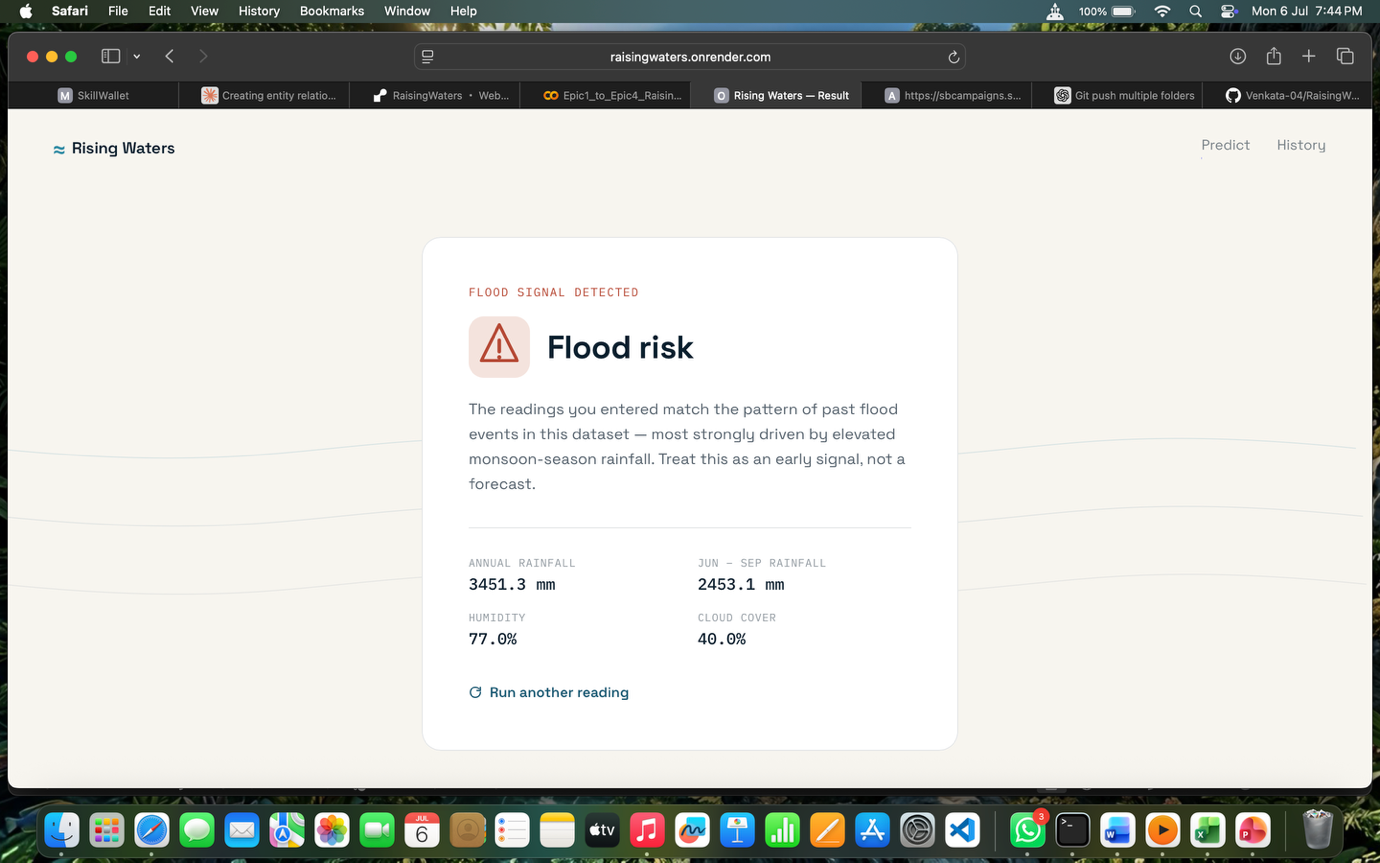 Safari File Edit View History Bookmarks Window Help 100% Mon 6 Jul 7:44 PM
raisingwaters.onrender.com
M SkillWallet
Creating entity relatio...
RaisingWaters • Web...
Epic1_to_Epic4_Raisin...
O Rising Waters — Result
A https://sbcampaigns.s...
Git push multiple folders
Venkata-04/RaisingW...
≈ Rising Waters
Predict History
FLOOD SIGNAL DETECTED
Flood risk
The readings you entered match the pattern of past flood
events in this dataset — most strongly driven by elevated
monsoon-season rainfall. Treat this as an early signal, not a
forecast.
ANNUAL RAINFALL JUN – SEP RAINFALL
3451.3 mm 2453.1 mm
HUMIDITY CLOUD COVER
77.0% 40.0%
Run another reading
JUL
6
tv
3
>_
W
X
P